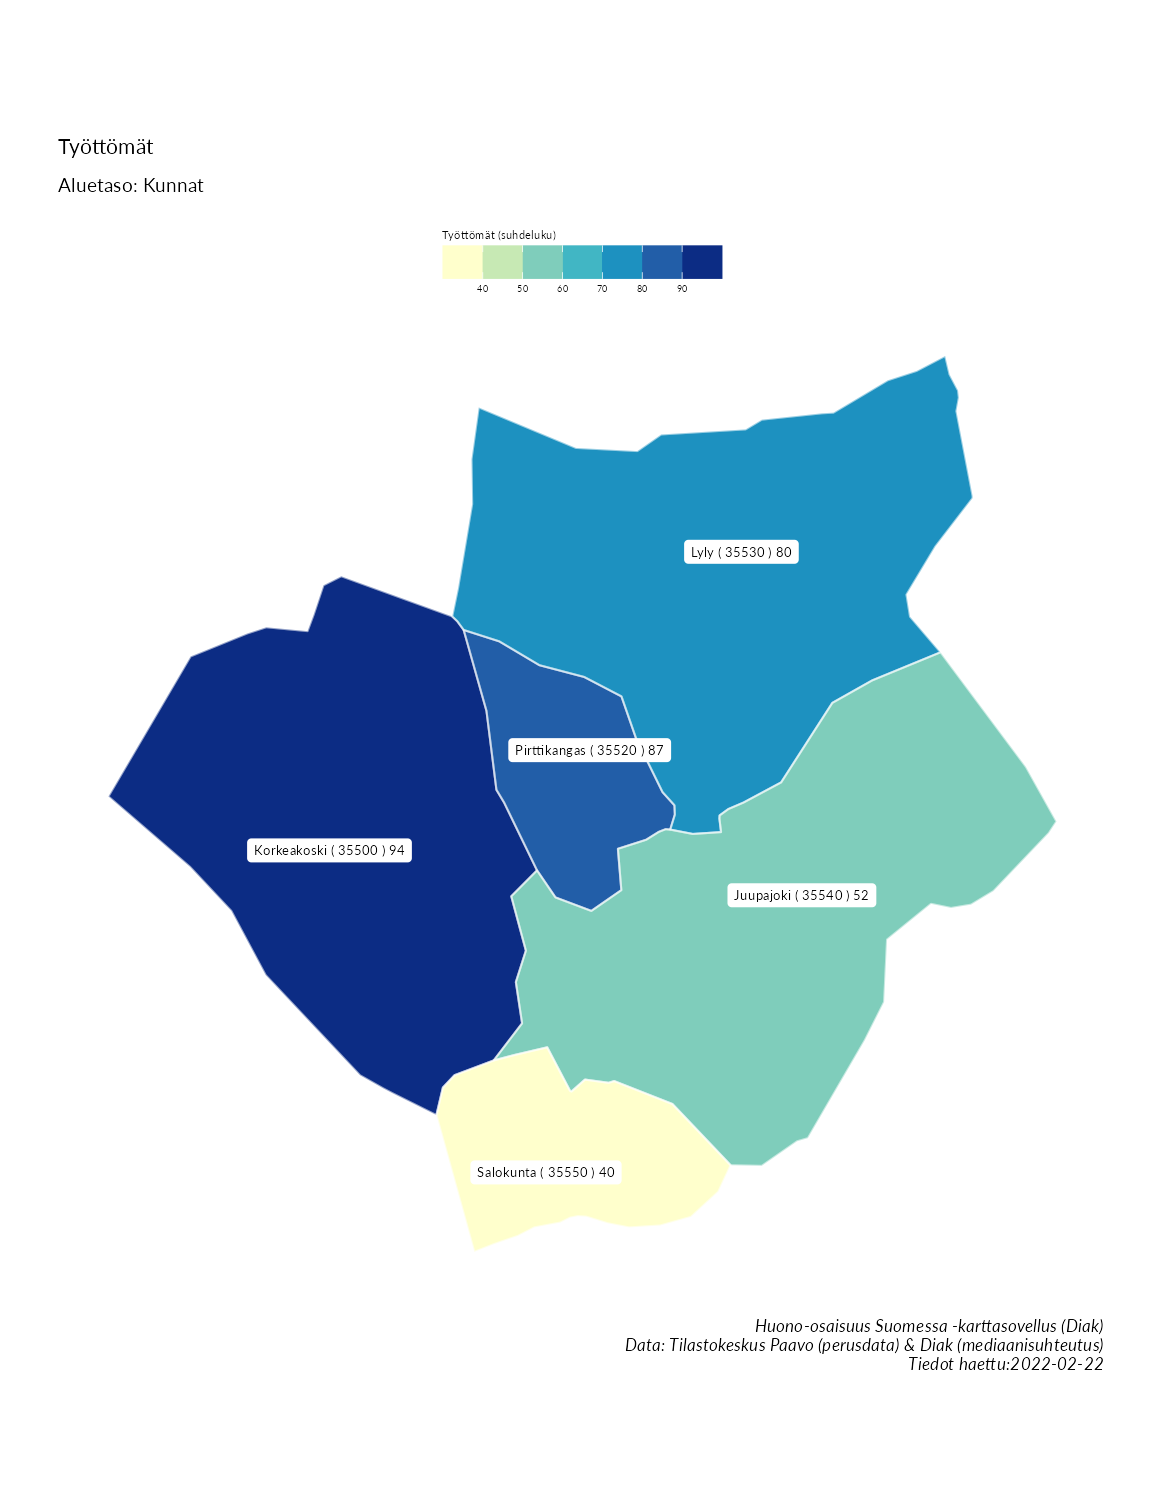 Työttömät
Aluetaso: Kunnat
Työttömät (suhdeluku)
40 50 60 70 80 90
Lyly ( 35530 ) 80
Pirttikangas ( 35520 ) 87
Korkeakoski ( 35500 ) 94
Juupajoki ( 35540 ) 52
Salokunta ( 35550 ) 40
Huono-osaisuus Suomessa -karttasovellus (Diak)
Data: Tilastokeskus Paavo (perusdata) & Diak (mediaanisuhteutus)
Tiedot haettu:2022-02-22